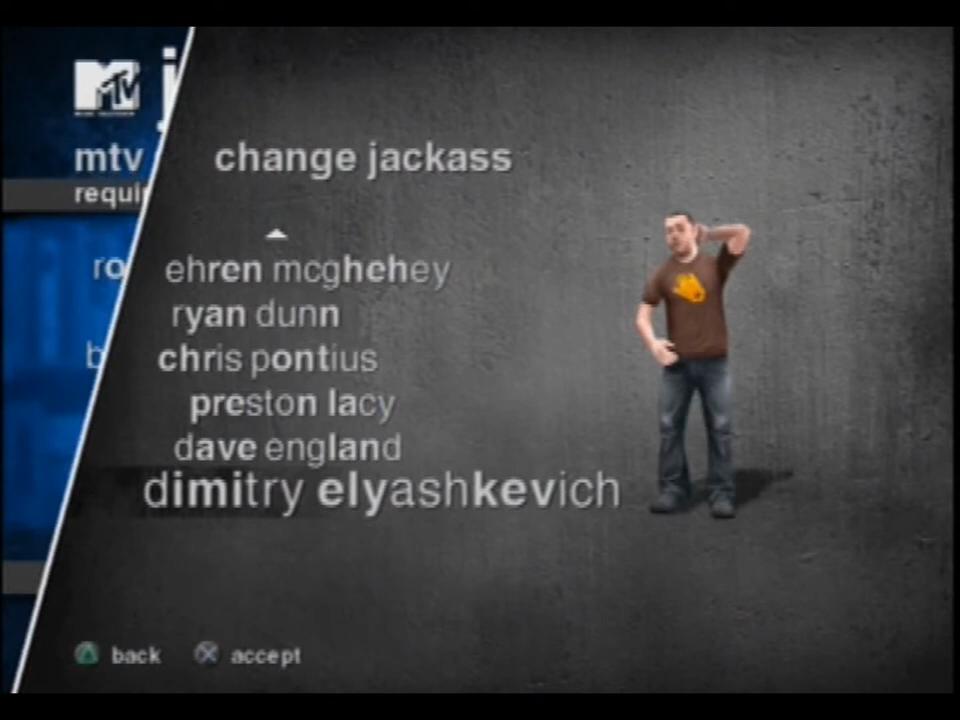 MTV
j
mtv
change jackass
requir
ro
ehren mcghehey
ryan dunn
b
chris pontius
preston lacy
dave england
dimitry elyashkevich
back
accept